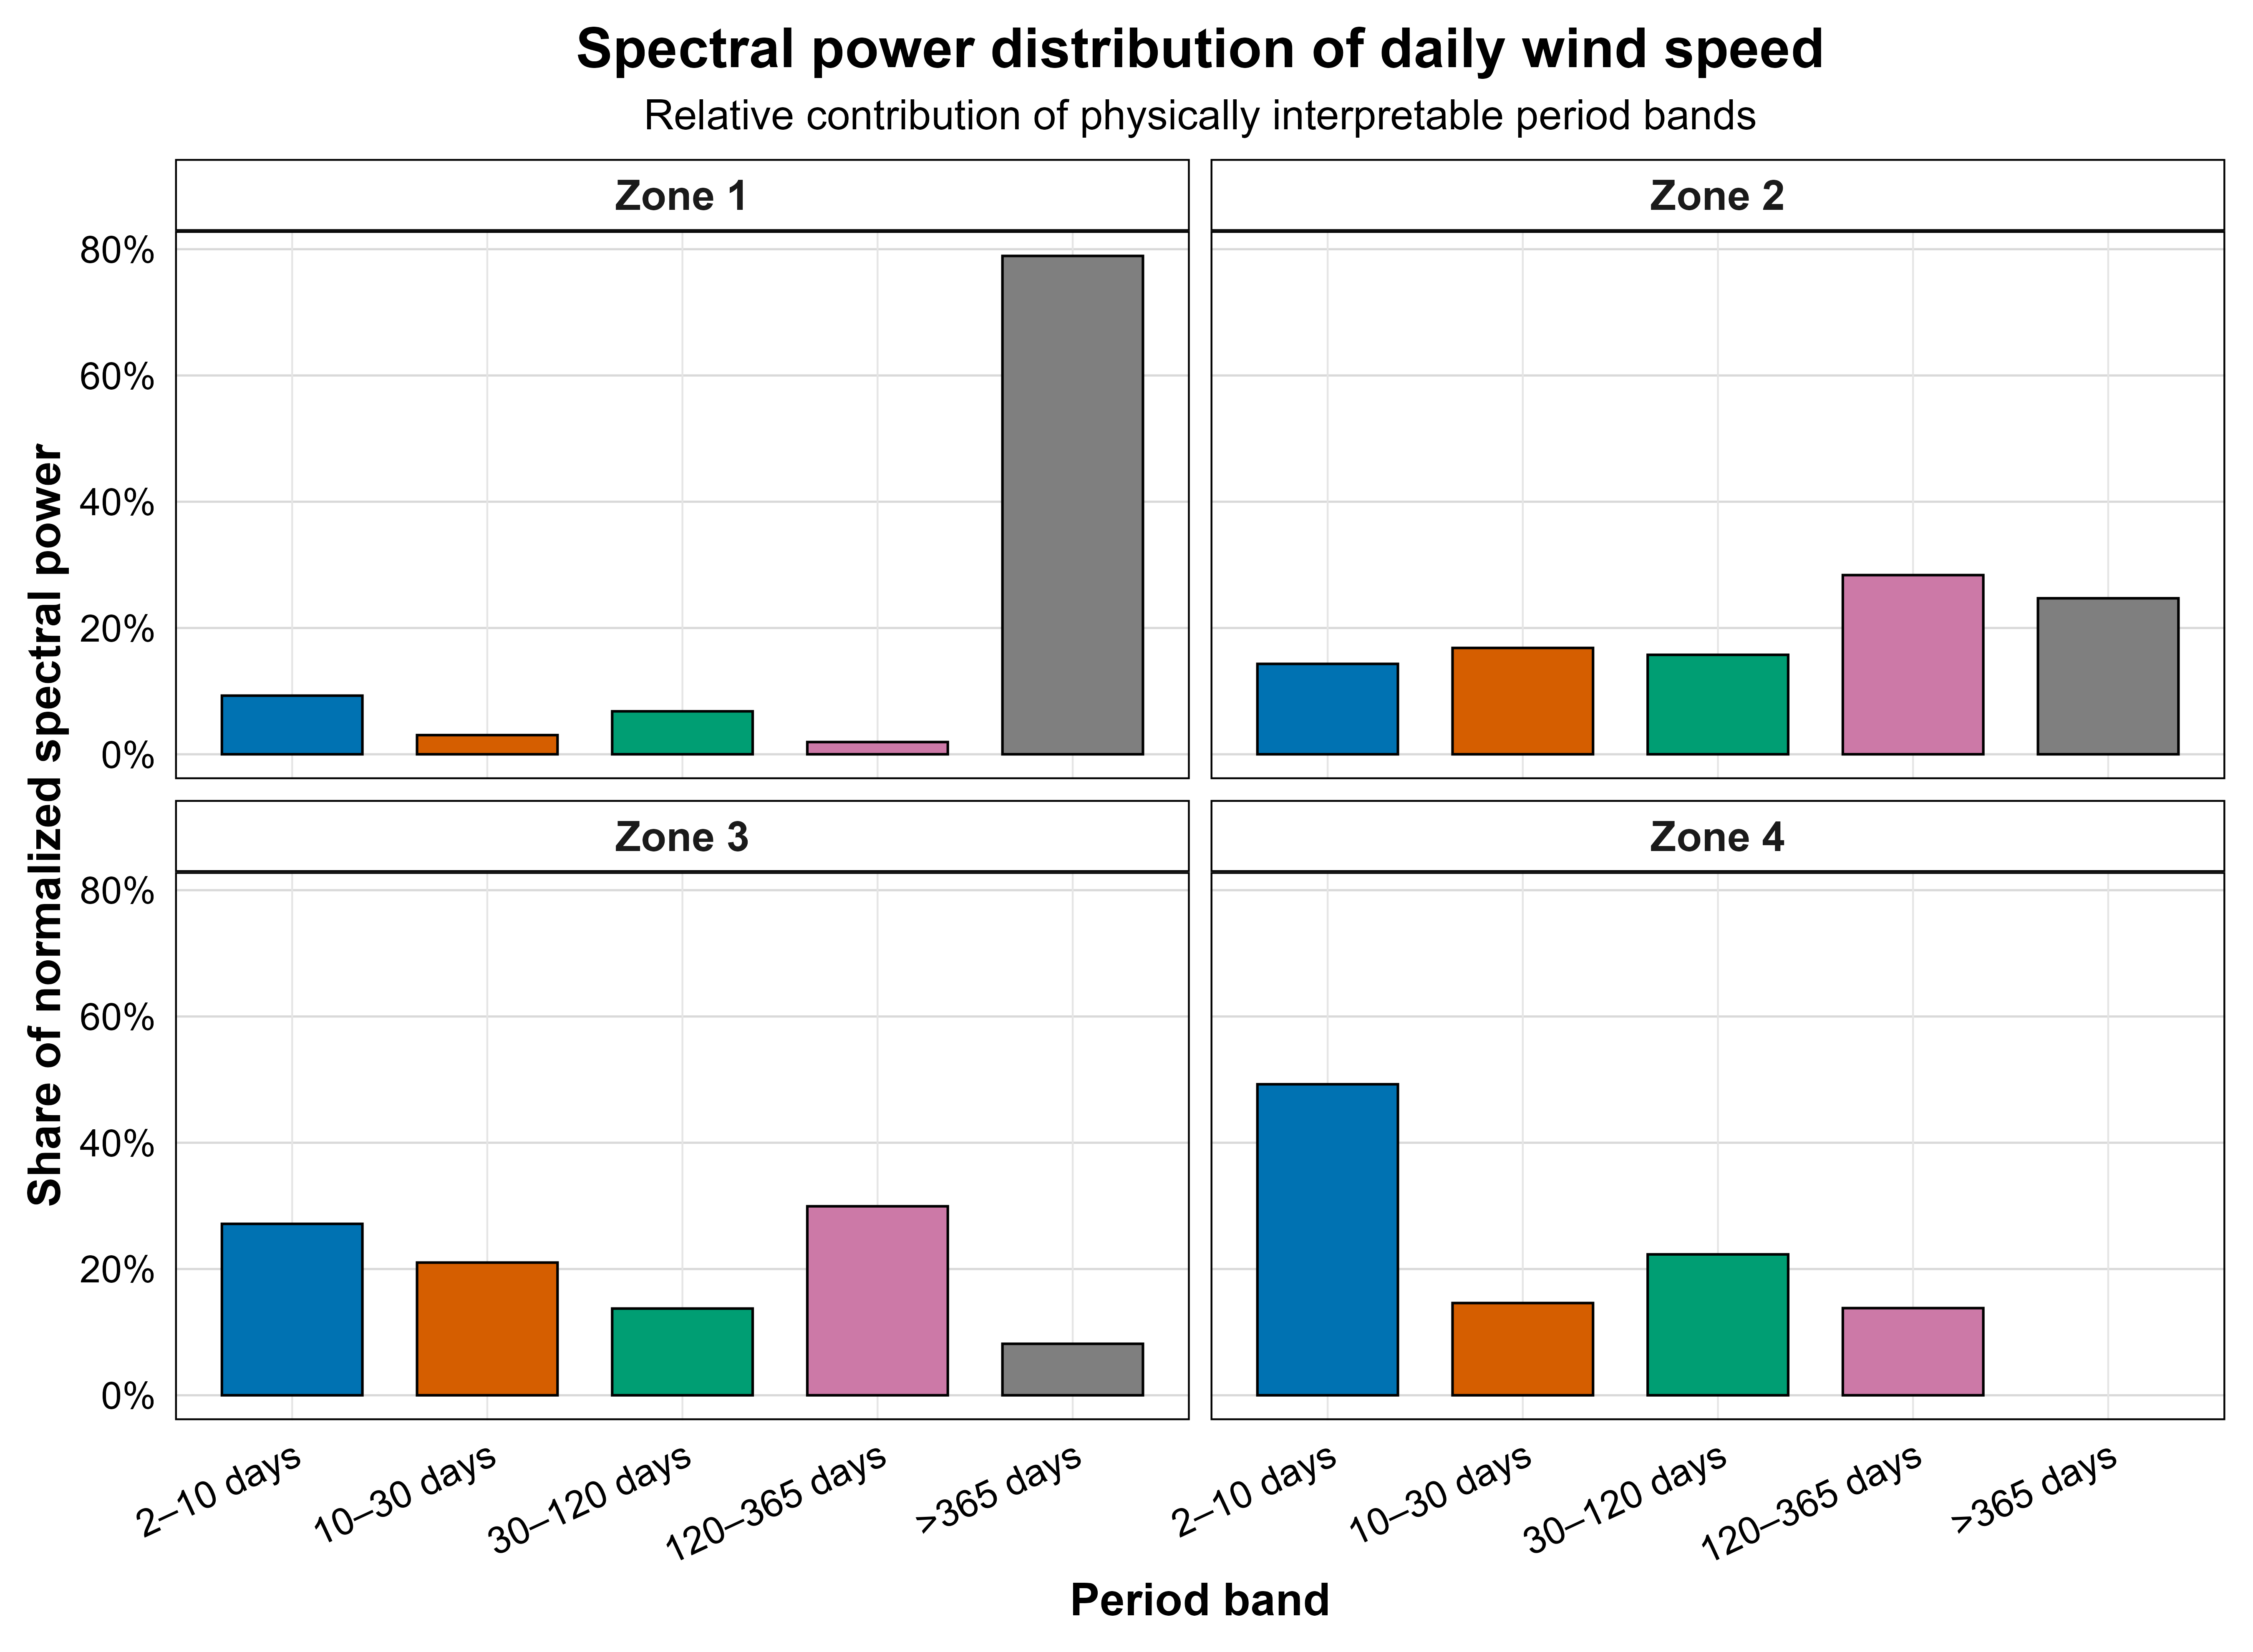 Spectral power distribution of daily wind speed
Relative contribution of physically interpretable period bands
Zone 1
Zone 2
80%
60%
40%
20%
0%
Zone 3
Zone 4
80%
60%
40%
20%
0%
Share of normalized spectral power
2–10 days
10–30 days
30–120 days
120–365 days
>365 days
2–10 days
10–30 days
30–120 days
120–365 days
>365 days
Period band